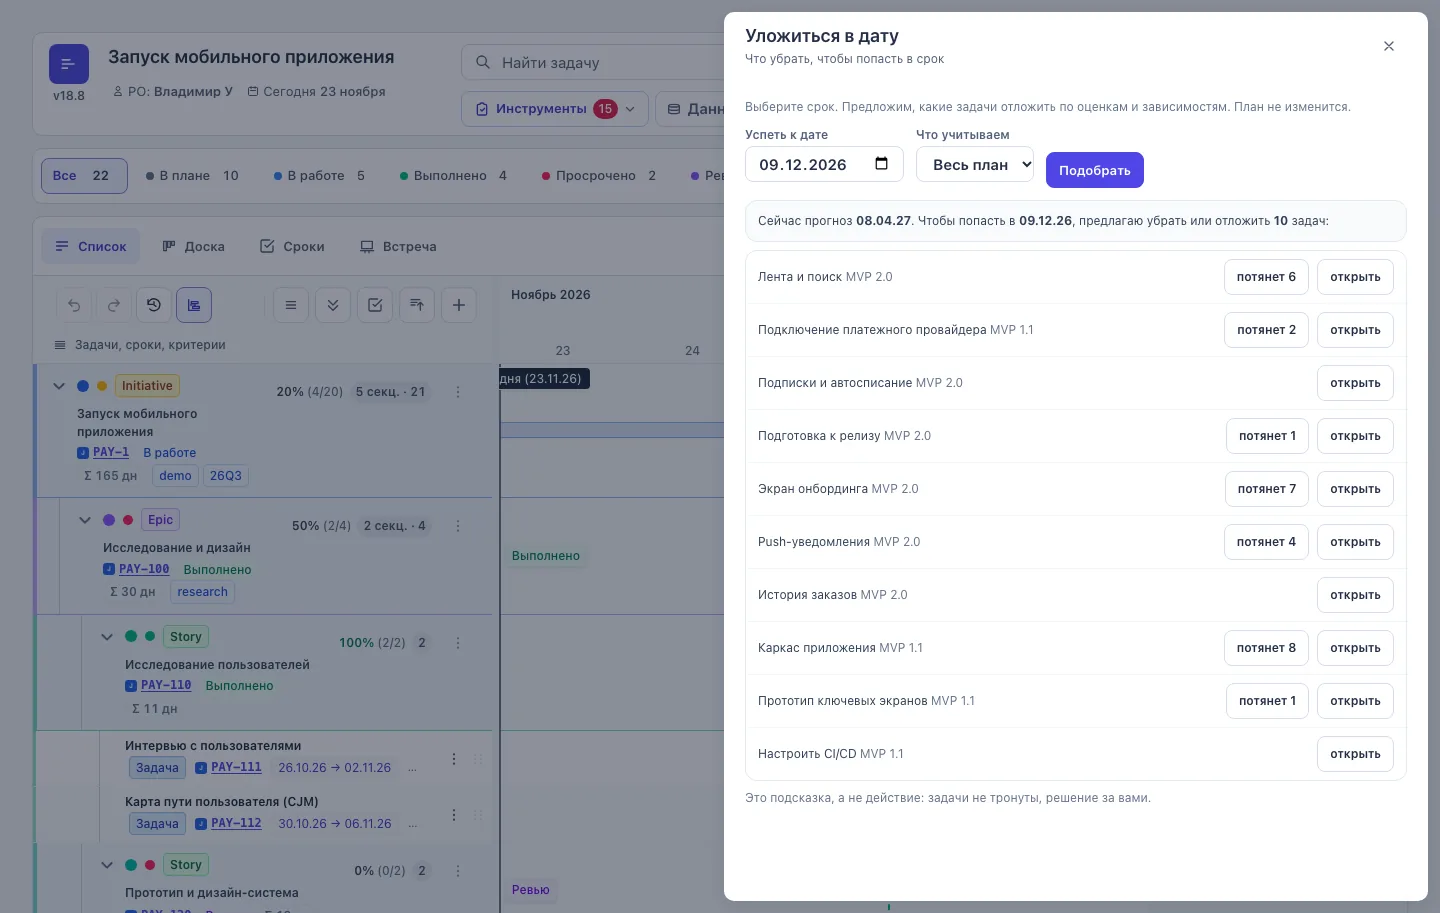 Запуск мобильного приложения
v18.8
PO: Владимир У
Сегодня 23 ноября
Найти задачу
Инструменты 15
Данн
Все 22
В плане 10
В работе 5
Выполнено 4
Просрочено 2
Рев
Список
Доска
Сроки
Встреча
Ноябрь 2026
Задачи, сроки, критерии
23
24
дня (23.11.26)
Initiative
20% (4/20)
5 секц. · 21
Запуск мобильного
приложения
PAY-1 В работе
Σ 165 дн demo 26Q3
Epic
50% (2/4)
2 секц. · 4
Исследование и дизайн
PAY-100 Выполнено
Σ 30 дн research
Выполнено
Story
100% (2/2)
2
Исследование пользователей
PAY-110 Выполнено
Σ 11 дн
Интервью с пользователями
Задача PAY-111 26.10.26 → 02.11.26 ...
Карта пути пользователя (CJM)
Задача PAY-112 30.10.26 → 06.11.26 ...
Story
0% (0/2)
2
Прототип и дизайн-система
Ревью
Уложиться в дату
Что убрать, чтобы попасть в срок
Выберите срок. Предложим, какие задачи отложить по оценкам и зависимостям. План не изменится.
Успеть к дате
Что учитываем
09.12.2026
Весь план
Подобрать
Сейчас прогноз 08.04.27. Чтобы попасть в 09.12.26, предлагаю убрать или отложить 10 задач:
Лента и поиск MVP 2.0 потянет 6 открыть
Подключение платежного провайдера MVP 1.1 потянет 2 открыть
Подписки и автосписание MVP 2.0 открыть
Подготовка к релизу MVP 2.0 потянет 1 открыть
Экран онбординга MVP 2.0 потянет 7 открыть
Push-уведомления MVP 2.0 потянет 4 открыть
История заказов MVP 2.0 открыть
Каркас приложения MVP 1.1 потянет 8 открыть
Прототип ключевых экранов MVP 1.1 потянет 1 открыть
Настроить CI/CD MVP 1.1 открыть
Это подсказка, а не действие: задачи не тронуты, решение за вами.